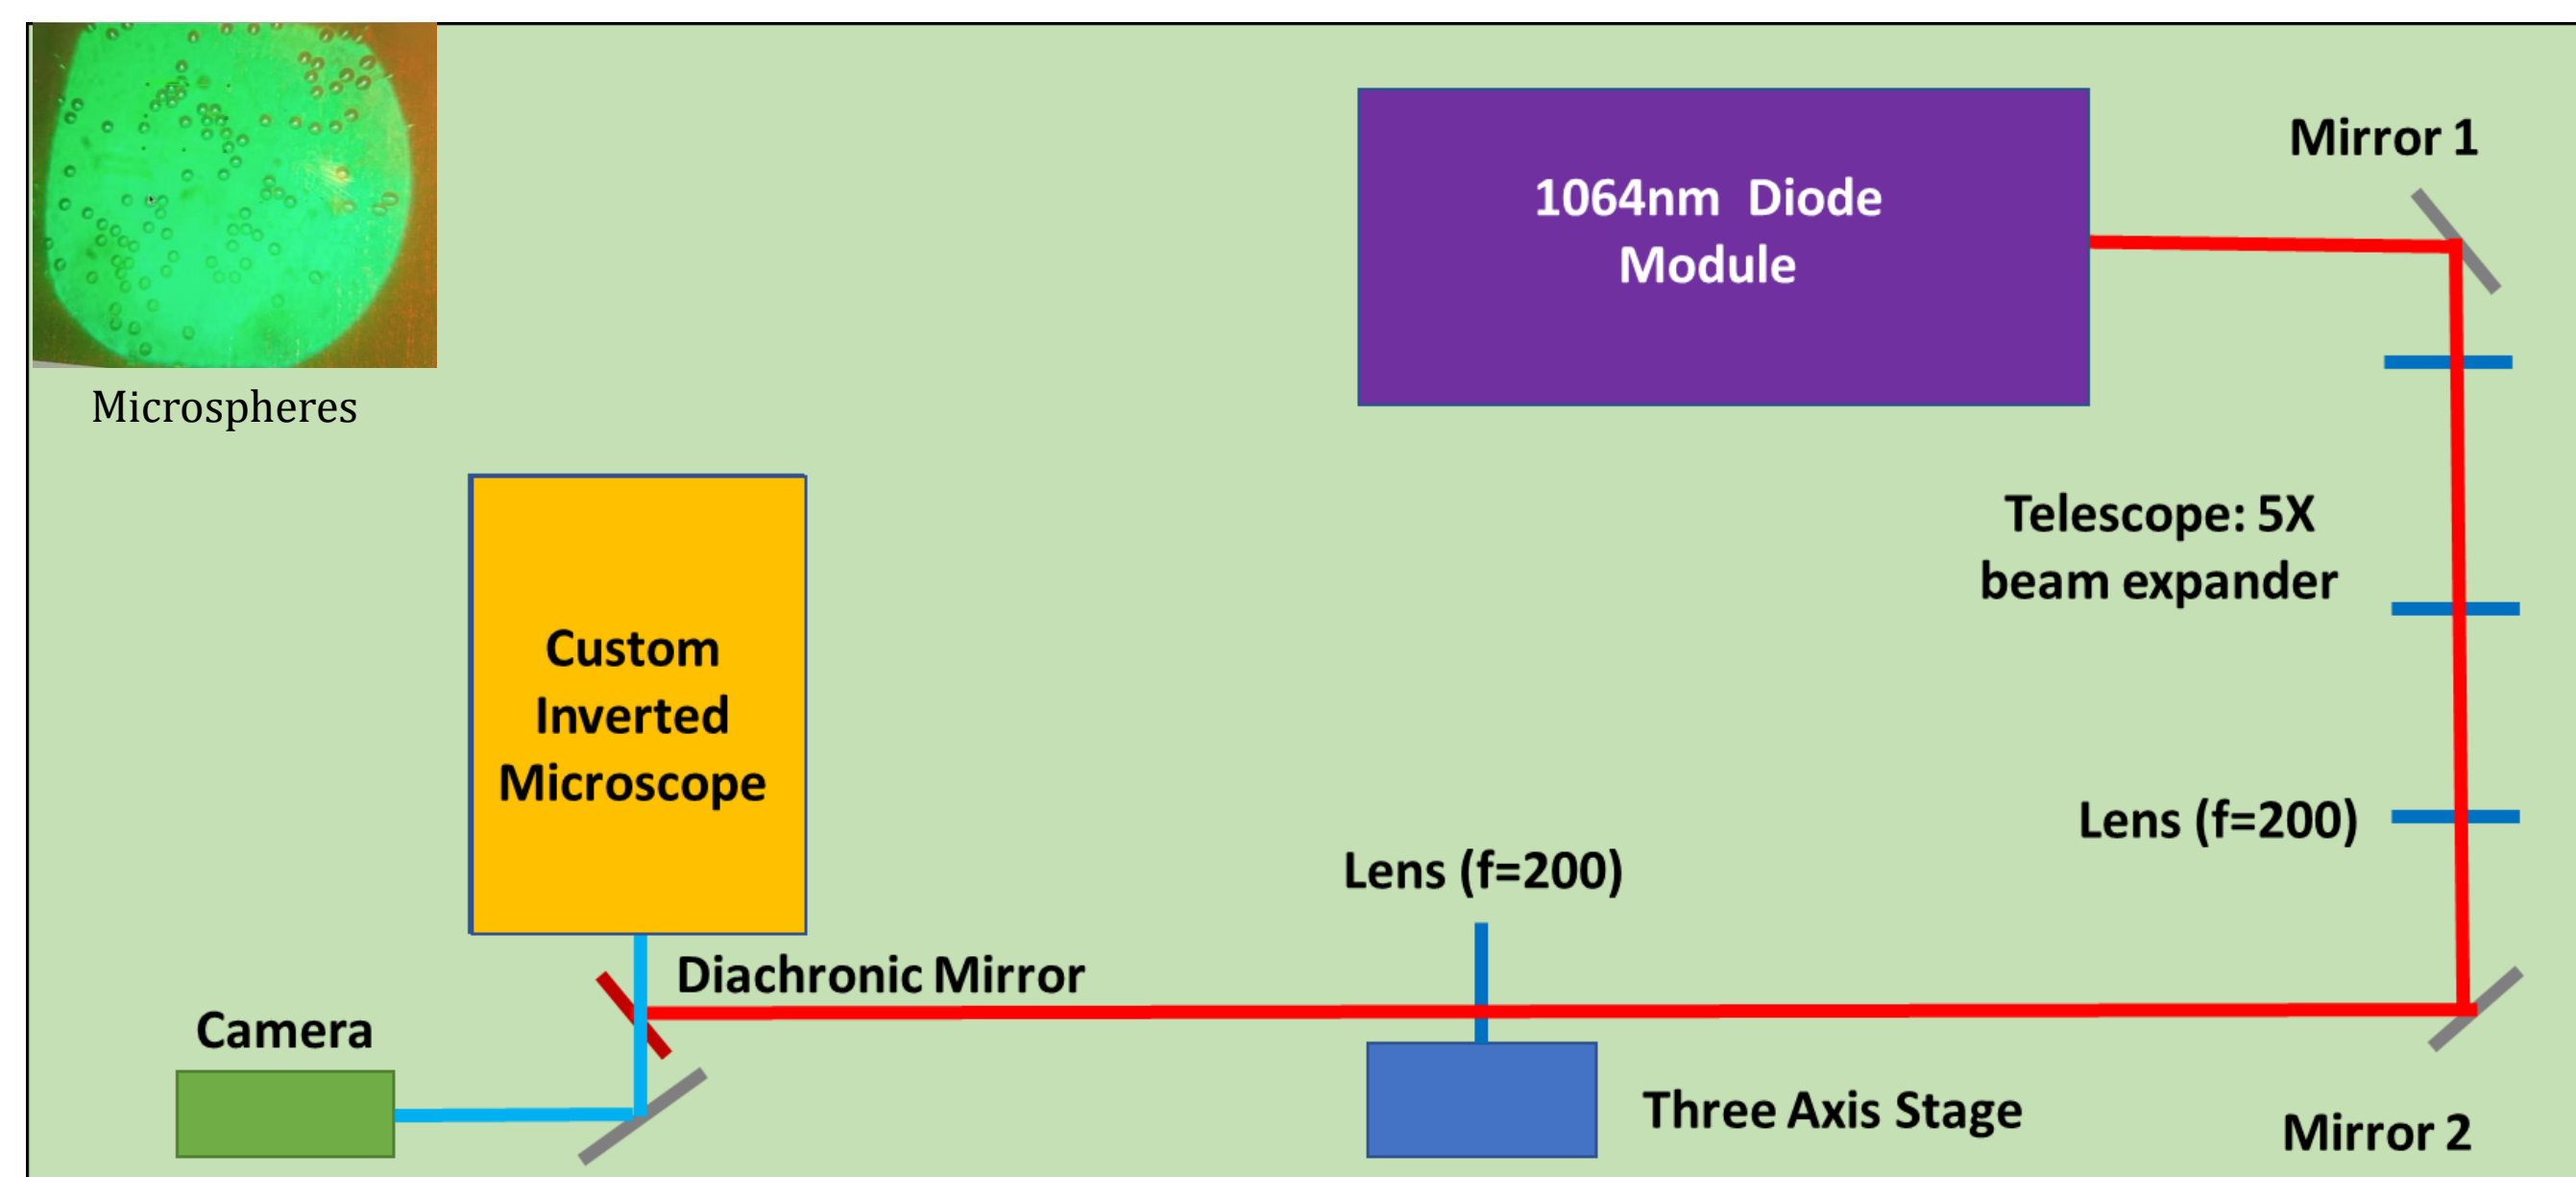 Microspheres
1064nm Diode
Module
Mirror 1
Telescope: 5X
beam expander
Custom
Inverted
Microscope
Lens (f=200)
Lens (f=200)
Diachronic Mirror
Camera
Three Axis Stage
Mirror 2